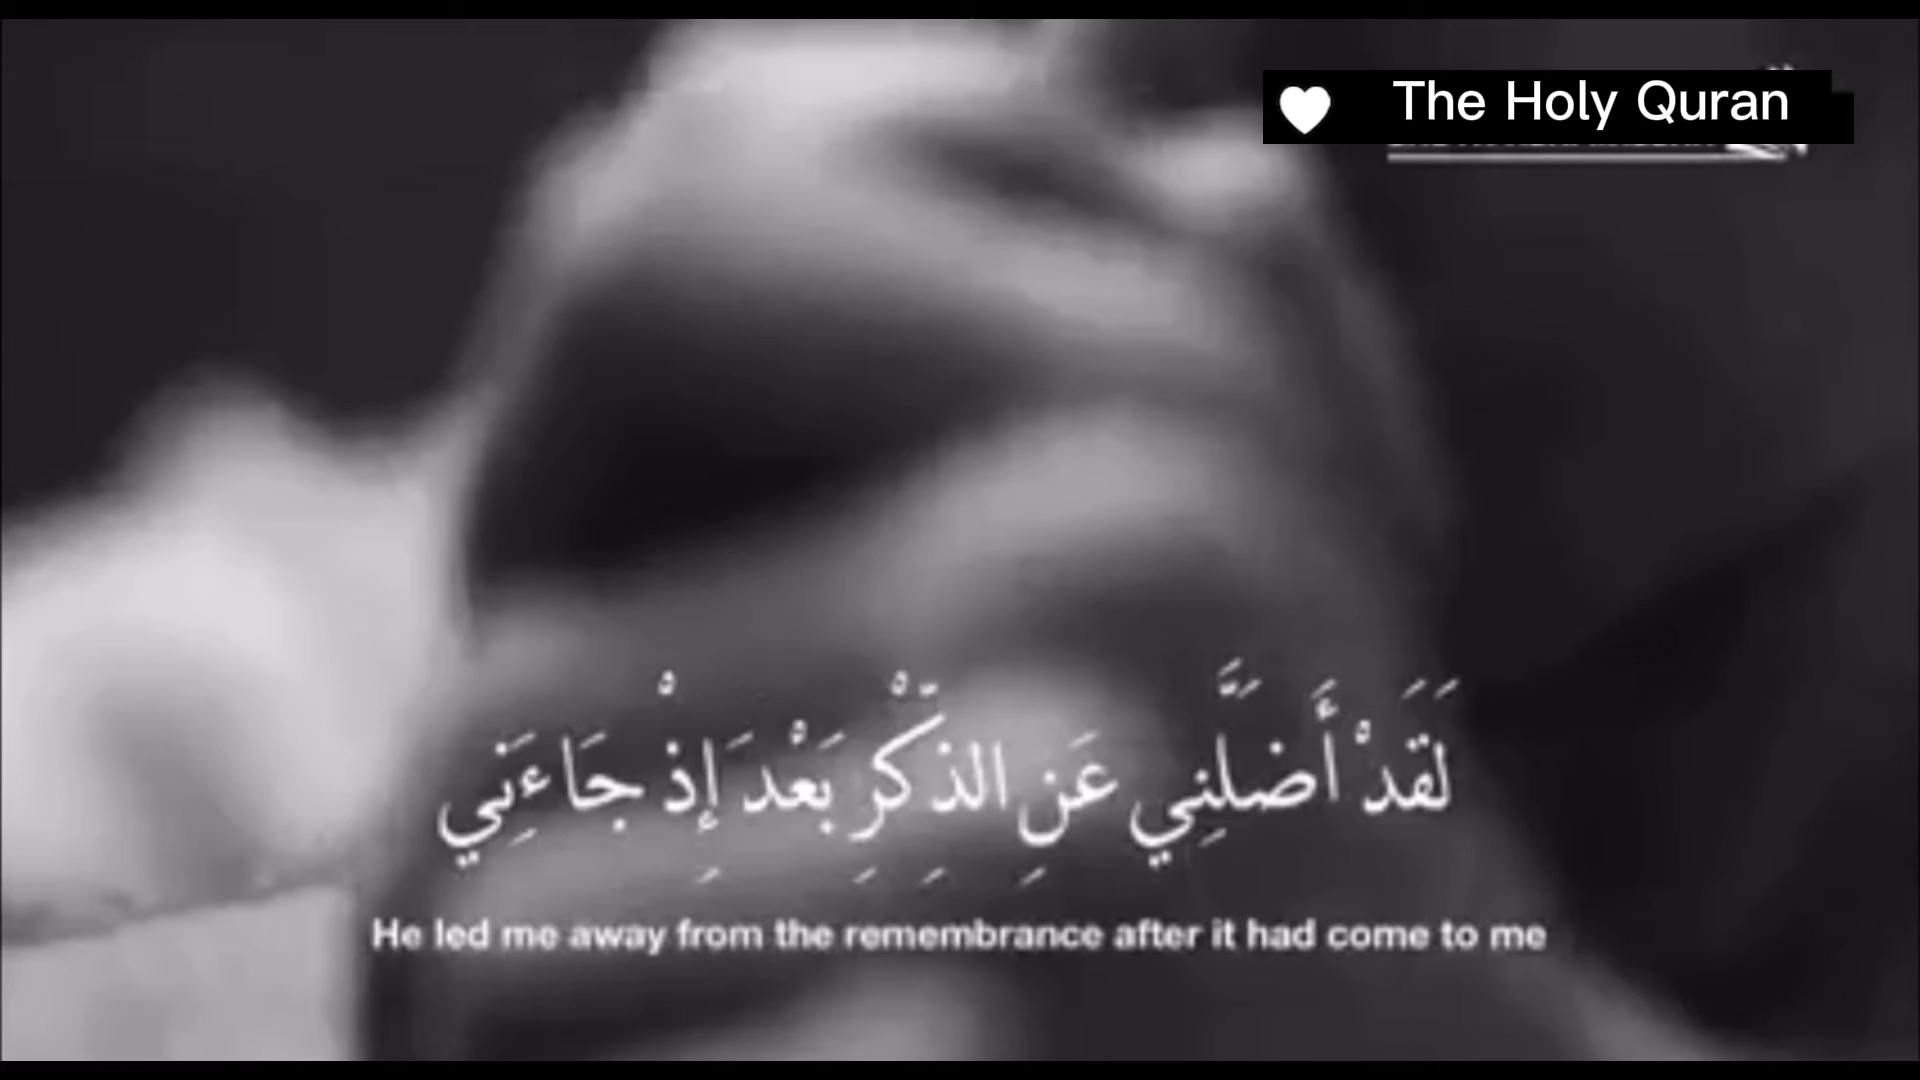 The Holy Quran
لَقَدْ أَضَلَّنِي عَنِ الذِّكْرِ بَعْدَ إِذْ جَاءَنِي
He led me away from the remembrance after it had come to me